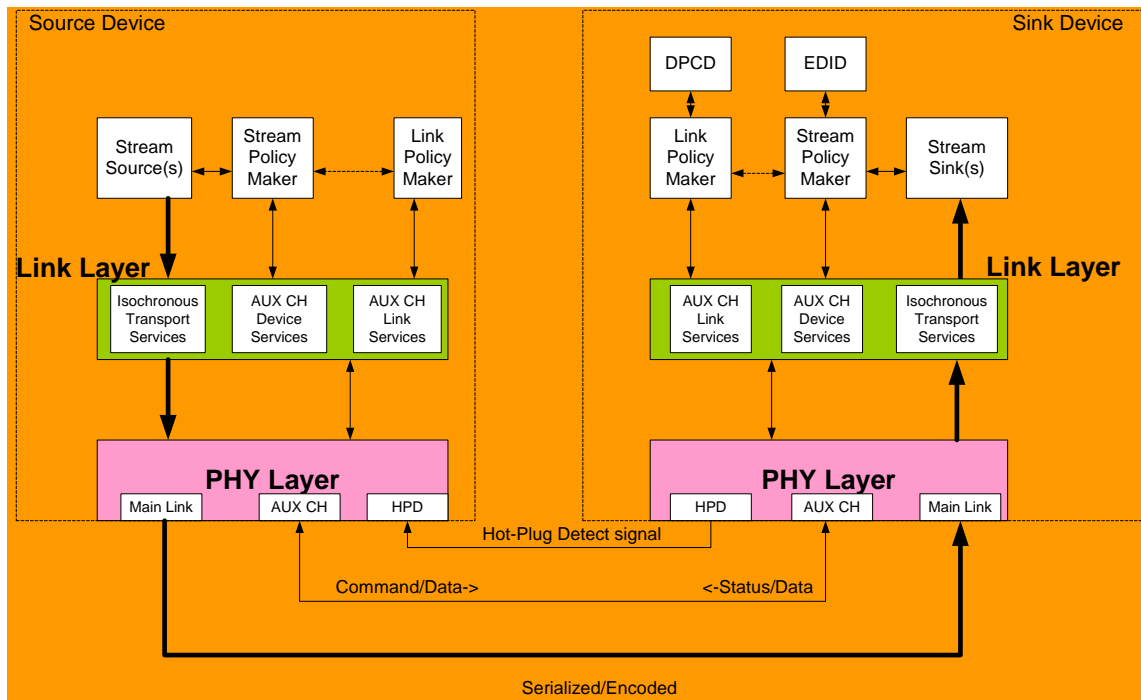 Source Device
Sink Device
DPCD
EDID
Stream
Source(s)
Stream
Policy
Maker
Link
Policy
Maker
Link
Policy
Maker
Stream
Policy
Maker
Stream
Sink(s)
Link Layer
Link Layer
Isochronous
Transport
Services
AUX CH
Device
Services
AUX CH
Link
Services
AUX CH
Link
Services
AUX CH
Device
Services
Isochronous
Transport
Services
PHY Layer
PHY Layer
Main Link
AUX CH
HPD
HPD
AUX CH
Main Link
Hot-Plug Detect signal
Command/Data->
<-Status/Data
Serialized/Encoded